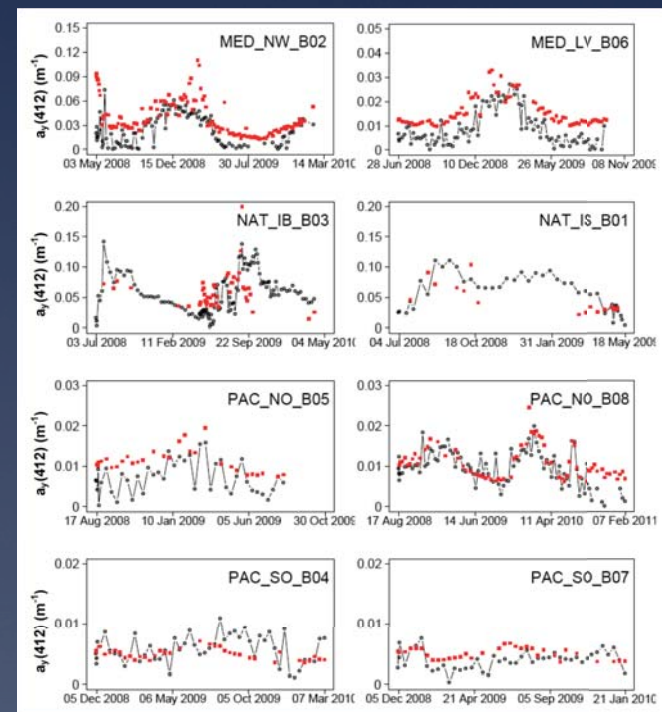 MED_NW_B02
a_y(412) (m⁻¹)
0.15
0.12
0.09
0.06
0.03
0
03 May 2008 15 Dec 2008 30 Jul 2009 14 Mar 2010
MED_LV_B06
0.05
0.04
0.03
0.02
0.01
0
28 Jun 2008 10 Dec 2008 26 May 2009 08 Nov 2009
NAT_IB_B03
a_y(412) (m⁻¹)
0.20
0.15
0.10
0.05
0
03 Jul 2008 11 Feb 2009 22 Sep 2009 04 May 2010
NAT_IS_B01
0.20
0.15
0.10
0.05
0
04 Jul 2008 18 Oct 2008 31 Jan 2009 18 May 2009
PAC_NO_B05
a_y(412) (m⁻¹)
0.03
0.02
0.01
0
17 Aug 2008 10 Jan 2009 05 Jun 2009 30 Oct 2009
PAC_NO_B08
0.03
0.02
0.01
0
17 Aug 2008 14 Jun 2009 11 Apr 2010 07 Feb 2011
PAC_SO_B04
a_y(412) (m⁻¹)
0.02
0.01
0
05 Dec 2008 06 May 2009 05 Oct 2009 07 Mar 2010
PAC_SO_B07
0.02
0.01
0
05 Dec 2008 21 Apr 2009 05 Sep 2009 21 Jan 2010